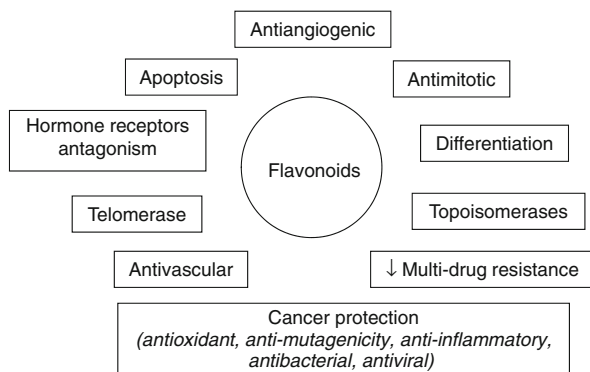 Antiangiogenic
Apoptosis
Antimitotic
Hormone receptors
antagonism
Differentiation
Flavonoids
Telomerase
Topoisomerases
Antivascular
↓ Multi-drug resistance
Cancer protection
(antioxidant, anti-mutagenicity, anti-inflammatory,
antibacterial, antiviral)